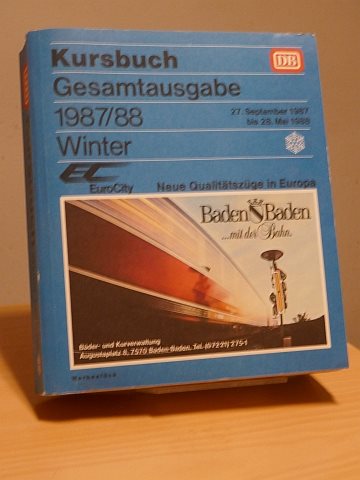 Kursbuch
DB
Gesamtausgabe
1987/88
27. September 1987
bis 28. Mai 1988
Winter
EC
EuroCity
Neue Qualitätszüge in Europa
Baden Baden
...mit der Bahn.
Bäder- und Kurverwaltung
Augustaplatz 8, 7570 Baden-Baden, Tel. (07221) 275-1